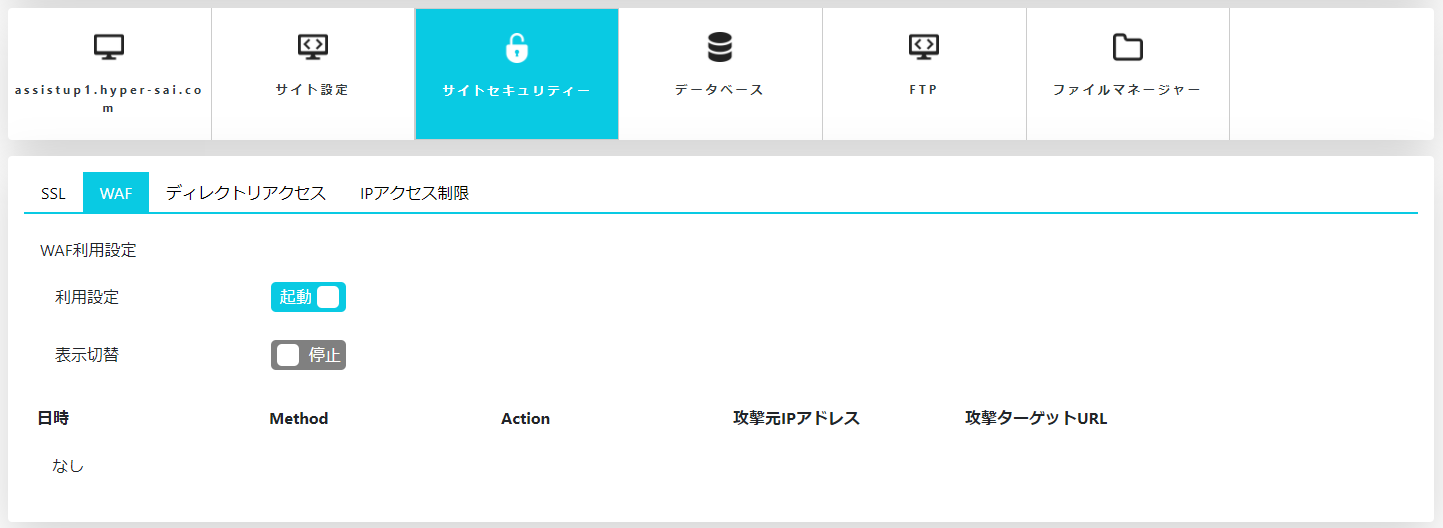 assistup1.hyper-sai.co
m
サイト設定
サイトセキュリティー
データベース
FTP
ファイルマネージャー
SSL
WAF
ディレクトリアクセス
IPアクセス制限
WAF利用設定
利用設定
起動
表示切替
停止
日時
Method
Action
攻撃元IPアドレス
攻撃ターゲットURL
なし